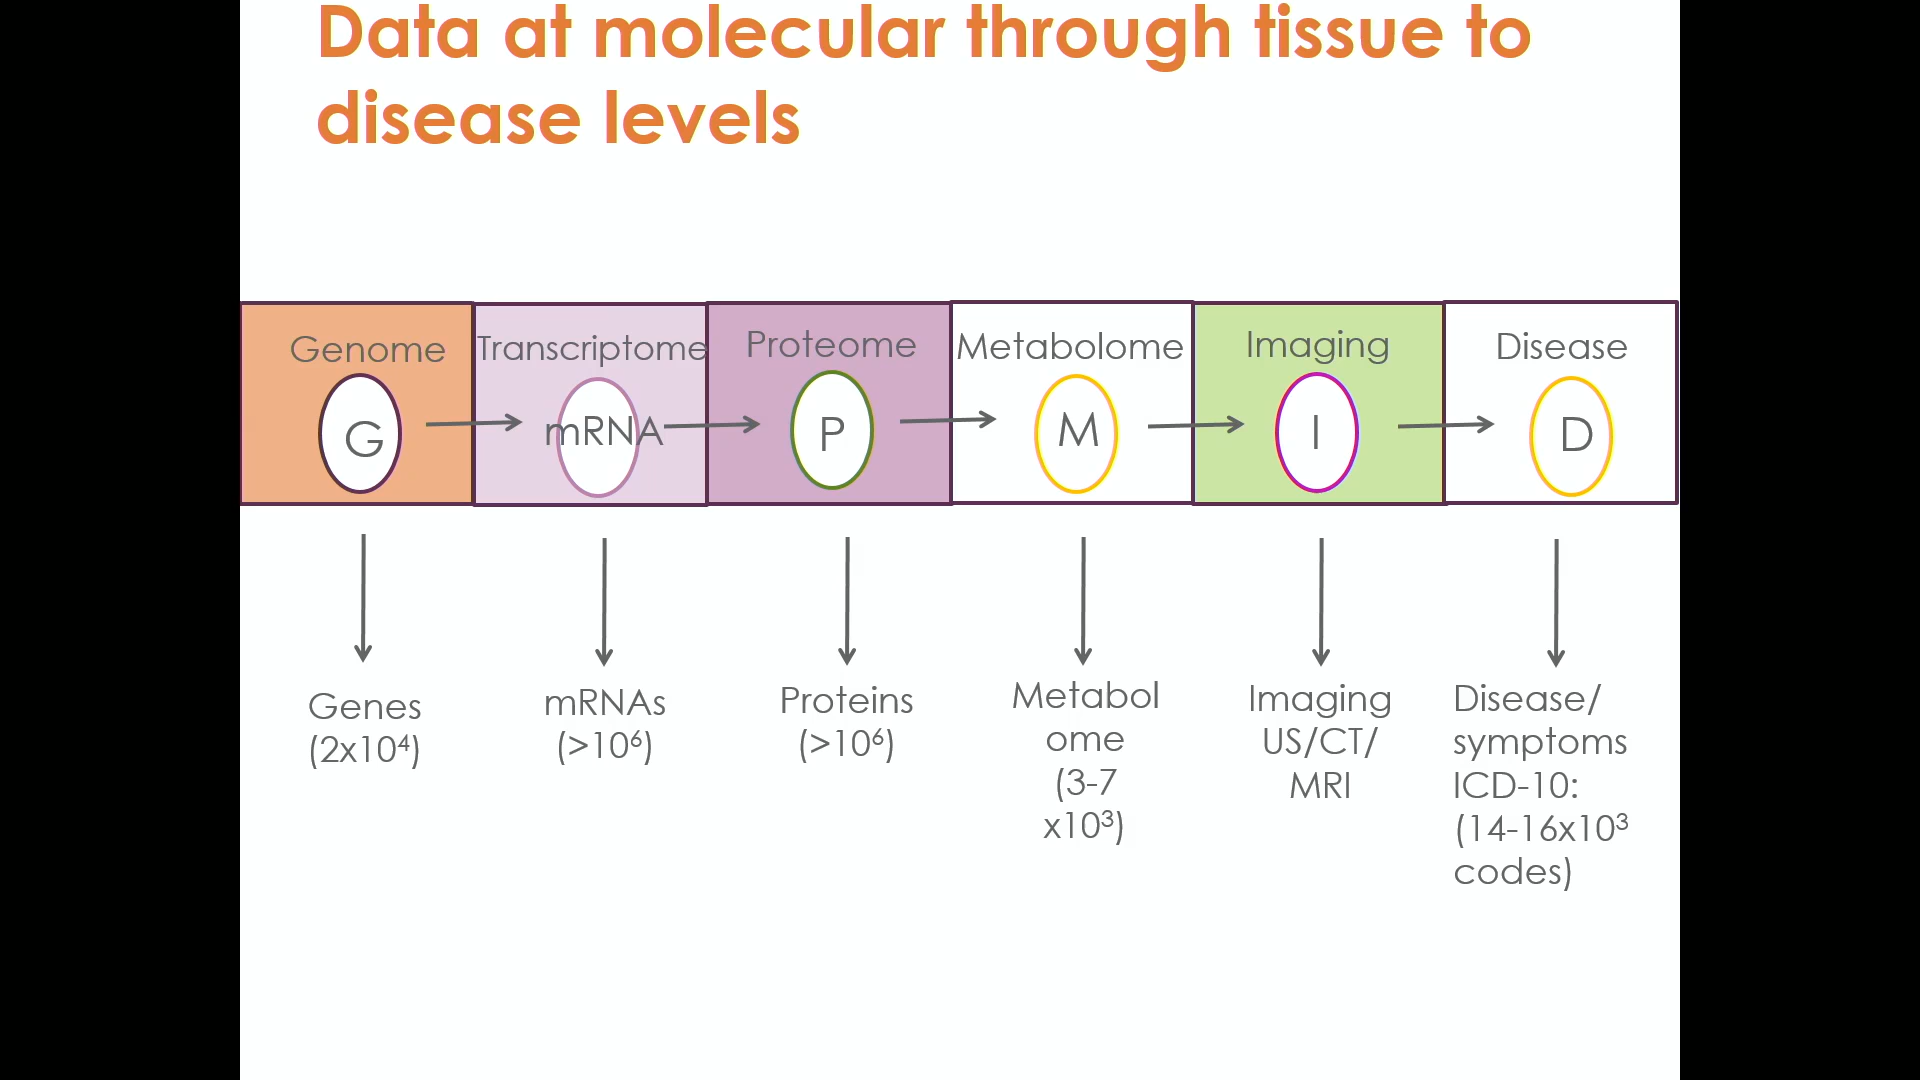 Data at molecular through tissue to
disease levels
Genome
Transcriptome
Proteome
Metabolome
Imaging
Disease
G
mRNA
P
M
I
D
Genes
(2x10⁴)
mRNAs
(>10⁶)
Proteins
(>10⁶)
Metabol
ome
(3-7
x10³)
Imaging
US/CT/
MRI
Disease/
symptoms
ICD-10:
(14-16x10³
codes)